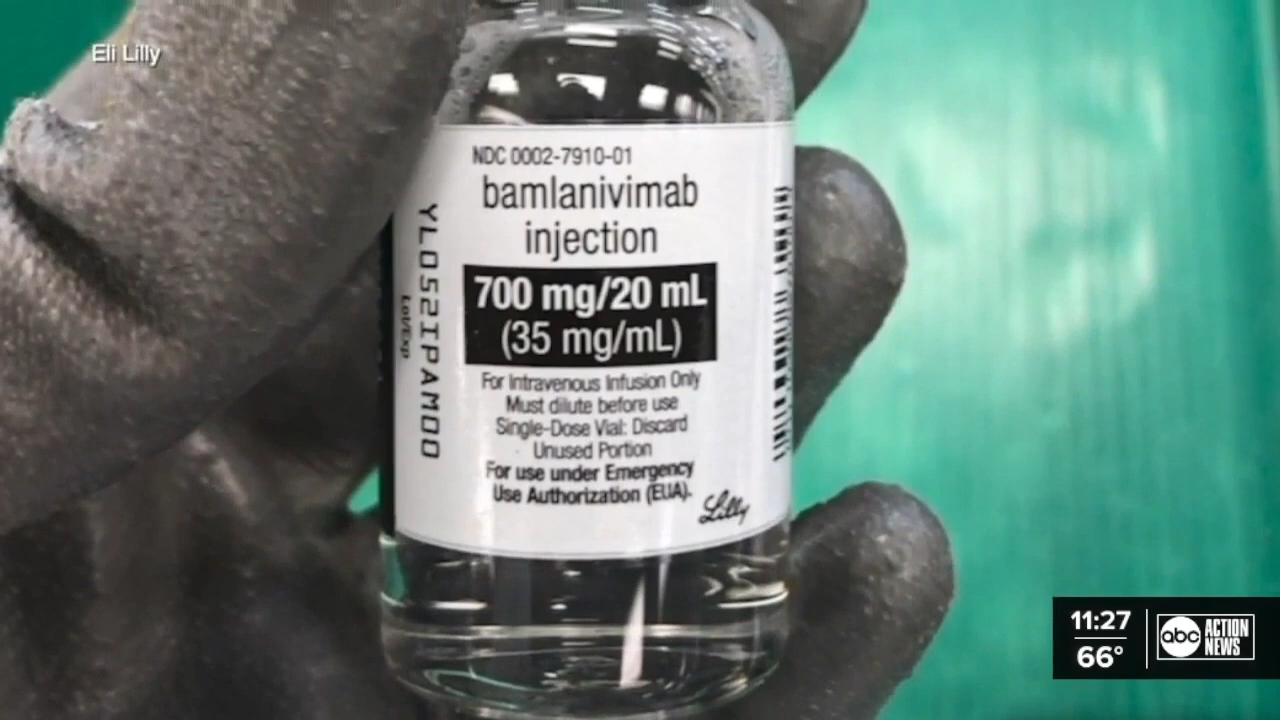 Eli Lilly
NDC 0002-7910-01
bamlanivimab
injection
700 mg/20 mL
(35 mg/mL)
For Intravenous Infusion Only
Must dilute before use
Single-Dose Vial: Discard
Unused Portion
For use under Emergency
Use Authorization (EUA).
Lilly
YL052IPAM00
Lot/Exp
11:27
66°
abc
ACTION
NEWS